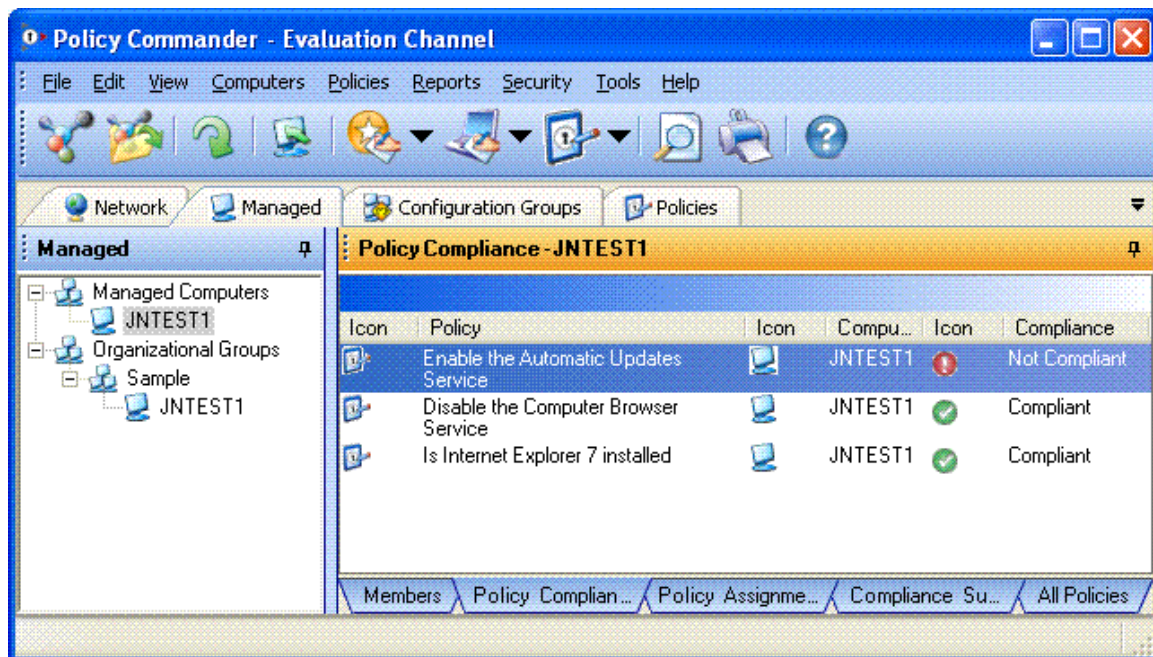 Policy Commander - Evaluation Channel
File Edit View Computers Policies Reports Security Tools Help
Network Managed Configuration Groups Policies
Managed
Policy Compliance - JNTEST1
Managed Computers
JNTEST1
Organizational Groups
Sample
JNTEST1
Icon Policy Icon Compu... Icon Compliance
Enable the Automatic Updates Service JNTEST1 Not Compliant
Disable the Computer Browser Service JNTEST1 Compliant
Is Internet Explorer 7 installed JNTEST1 Compliant
Members Policy Complian... Policy Assignme... Compliance Su... All Policies